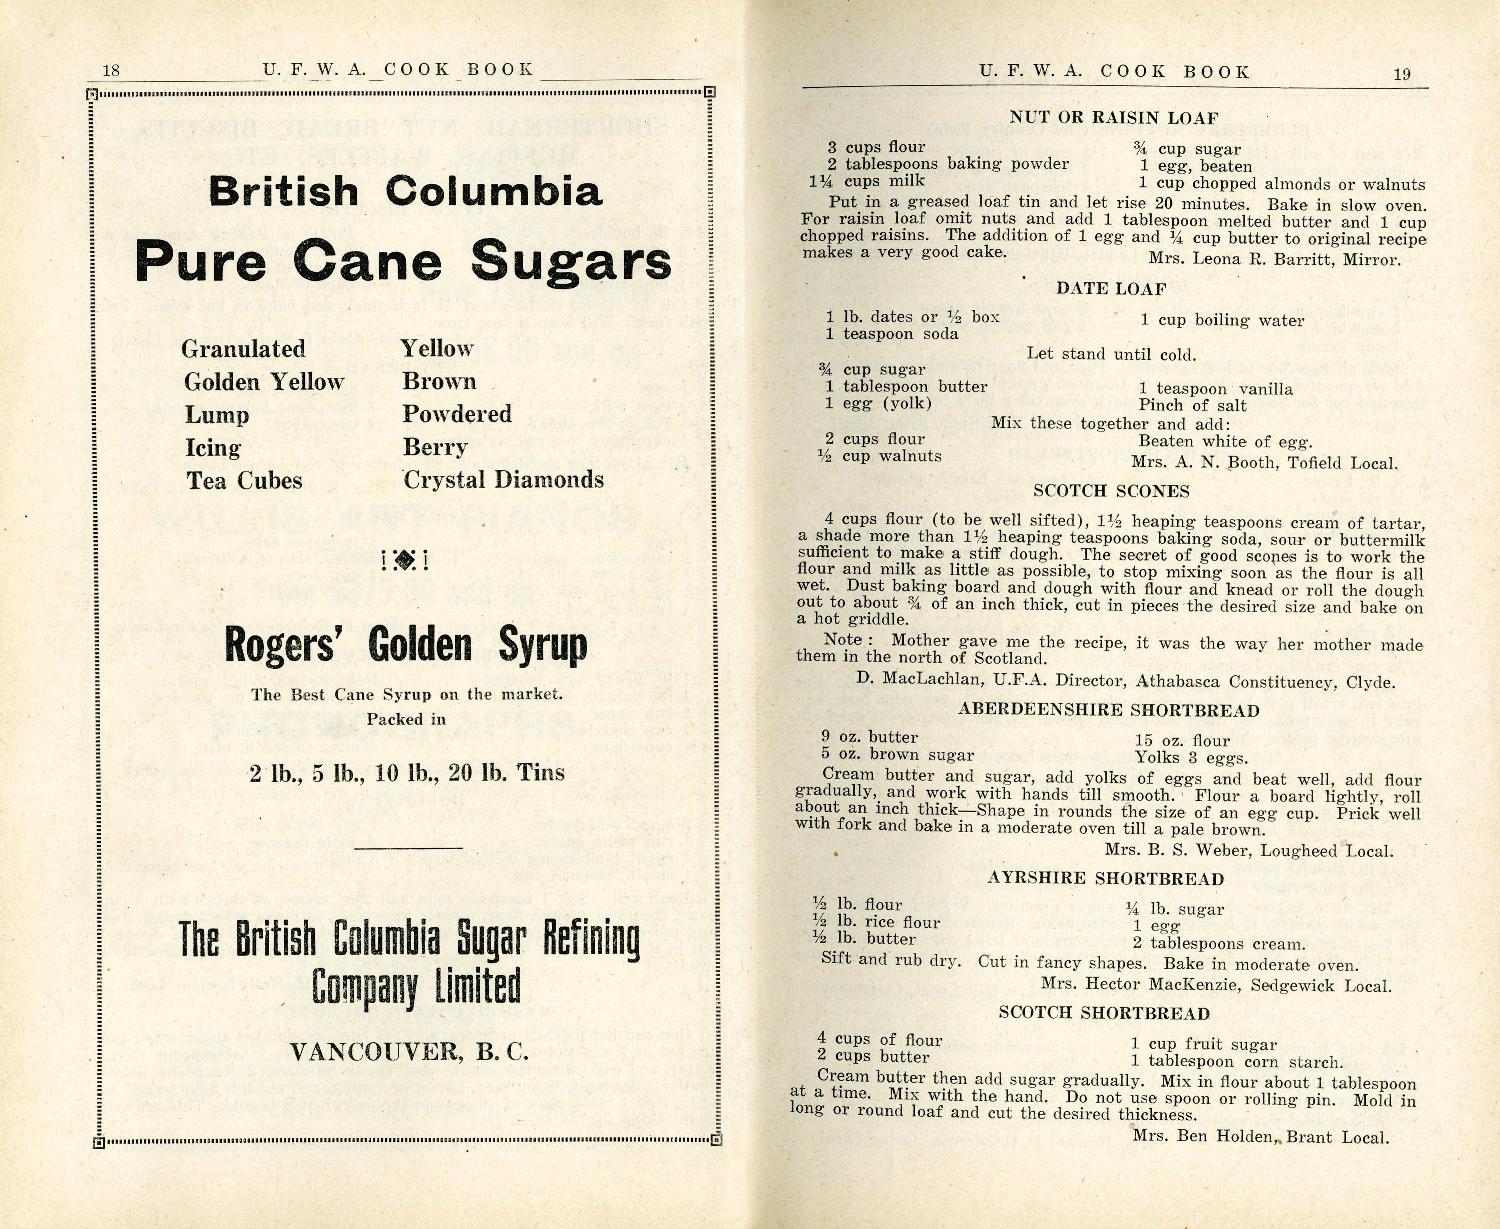 18
U. F. W. A. COOK BOOK
British Columbia
Pure Cane Sugars
Granulated Yellow
Golden Yellow Brown
Lump Powdered
Icing Berry
Tea Cubes Crystal Diamonds
Rogers' Golden Syrup
The Best Cane Syrup on the market.
Packed in
2 lb., 5 lb., 10 lb., 20 lb. Tins
The British Columbia Sugar Refining
Company Limited
VANCOUVER, B. C.
U. F. W. A. COOK BOOK
19
NUT OR RAISIN LOAF
3 cups flour ¾ cup sugar
2 tablespoons baking powder 1 egg, beaten
1¼ cups milk 1 cup chopped almonds or walnuts
Put in a greased loaf tin and let rise 20 minutes. Bake in slow oven.
For raisin loaf omit nuts and add 1 tablespoon melted butter and 1 cup
chopped raisins. The addition of 1 egg and ¼ cup butter to original recipe
makes a very good cake. Mrs. Leona R. Barritt, Mirror.
DATE LOAF
1 lb. dates or ½ box 1 cup boiling water
1 teaspoon soda
Let stand until cold.
¾ cup sugar
1 tablespoon butter 1 teaspoon vanilla
1 egg (yolk) Pinch of salt
Mix these together and add:
2 cups flour Beaten white of egg.
½ cup walnuts Mrs. A. N. Booth, Tofield Local.
SCOTCH SCONES
4 cups flour (to be well sifted), 1½ heaping teaspoons cream of tartar,
a shade more than 1½ heaping teaspoons baking soda, sour or buttermilk
sufficient to make a stiff dough. The secret of good scones is to work the
flour and milk as little as possible, to stop mixing soon as the flour is all
wet. Dust baking board and dough with flour and knead or roll the dough
out to about ¾ of an inch thick, cut in pieces the desired size and bake on
a hot griddle.
Note : Mother gave me the recipe, it was the way her mother made
them in the north of Scotland.
D. MacLachlan, U.F.A. Director, Athabasca Constituency, Clyde.
ABERDEENSHIRE SHORTBREAD
9 oz. butter 15 oz. flour
5 oz. brown sugar Yolks 3 eggs.
Cream butter and sugar, add yolks of eggs and beat well, add flour
gradually, and work with hands till smooth. Flour a board lightly, roll
about an inch thick—Shape in rounds the size of an egg cup. Prick well
with fork and bake in a moderate oven till a pale brown.
Mrs. B. S. Weber, Lougheed Local.
AYRSHIRE SHORTBREAD
½ lb. flour ¼ lb. sugar
½ lb. rice flour 1 egg
½ lb. butter 2 tablespoons cream.
Sift and rub dry. Cut in fancy shapes. Bake in moderate oven.
Mrs. Hector MacKenzie, Sedgewick Local.
SCOTCH SHORTBREAD
4 cups of flour 1 cup fruit sugar
2 cups butter 1 tablespoon corn starch.
Cream butter then add sugar gradually. Mix in flour about 1 tablespoon
at a time. Mix with the hand. Do not use spoon or rolling pin. Mold in
long or round loaf and cut the desired thickness.
Mrs. Ben Holden, Brant Local.